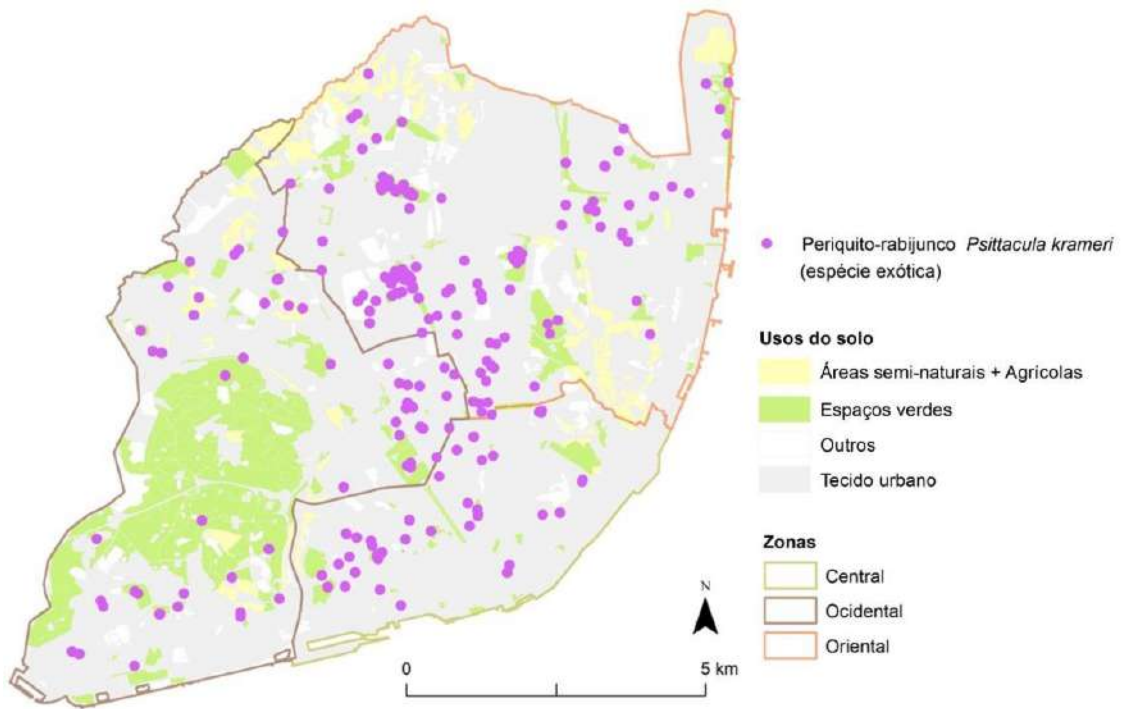 Periquito-rabijunco Psittacula krameri
(espécie exótica)
Usos do solo
Áreas semi-naturais + Agrícolas
Espaços verdes
Outros
Tecido urbano
Zonas
Central
Ocidental
Oriental
N
0 5 km